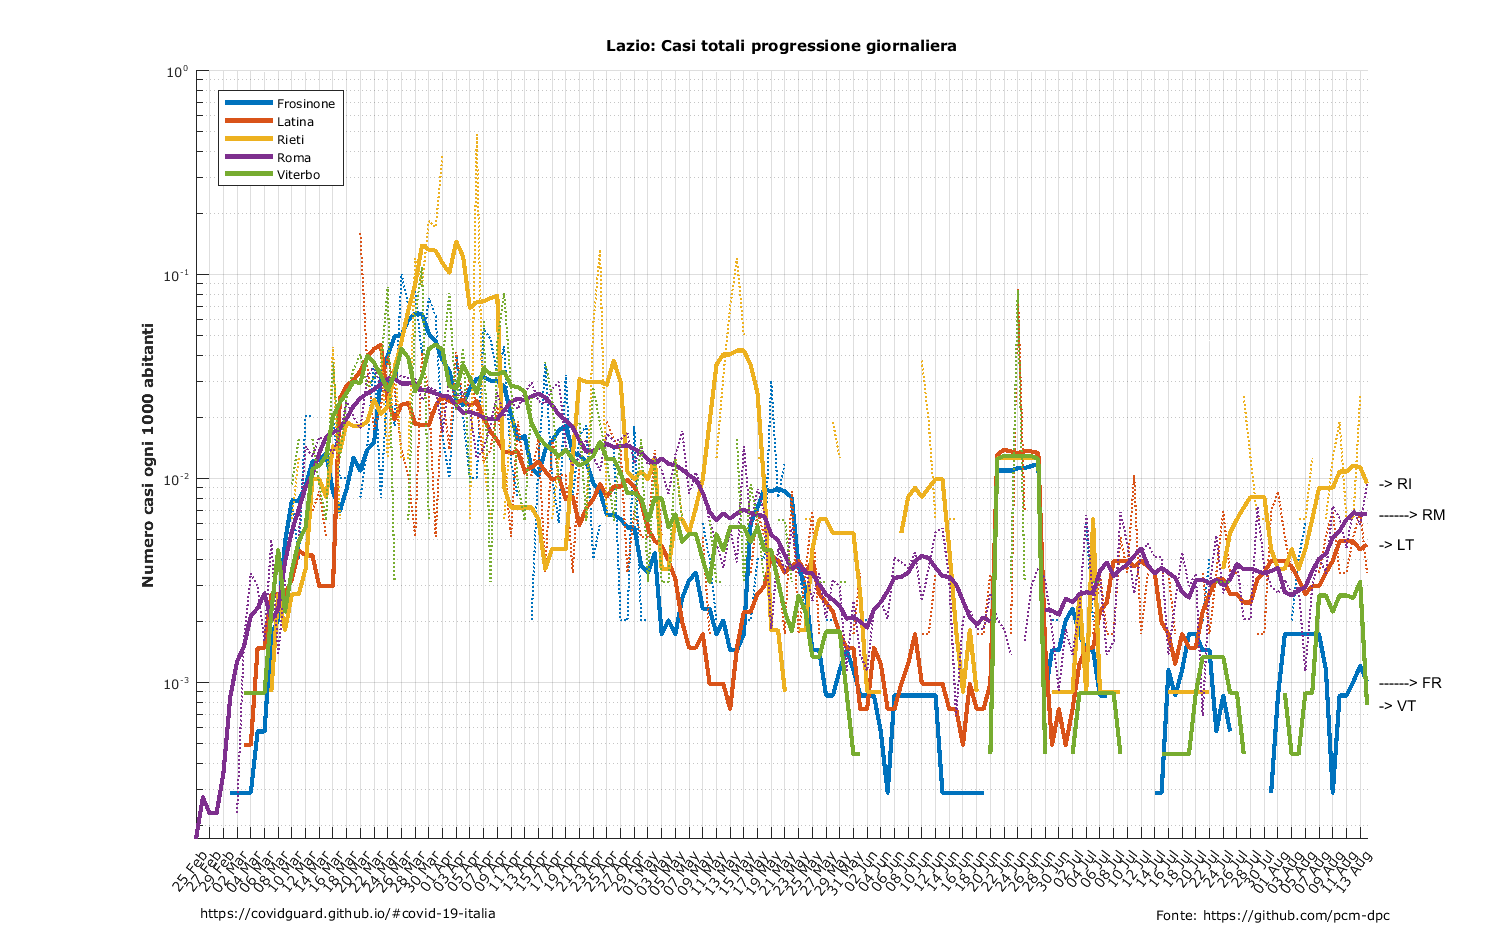 Lazio: Casi totali progressione giornaliera
10^0
10^-1
10^-2
10^-3
Numero casi ogni 1000 abitanti
Frosinone
Latina
Rieti
Roma
Viterbo
-> RI
------> RM
-> LT
------> FR
-> VT
25 Feb
27 Feb
29 Feb
02 Mar
04 Mar
06 Mar
08 Mar
10 Mar
12 Mar
14 Mar
16 Mar
18 Mar
20 Mar
22 Mar
24 Mar
26 Mar
28 Mar
30 Mar
01 Apr
03 Apr
05 Apr
07 Apr
09 Apr
11 Apr
13 Apr
15 Apr
17 Apr
19 Apr
21 Apr
23 Apr
25 Apr
27 Apr
29 Apr
01 May
03 May
05 May
07 May
09 May
11 May
13 May
15 May
17 May
19 May
21 May
23 May
25 May
27 May
29 May
31 May
02 Jun
04 Jun
06 Jun
08 Jun
10 Jun
12 Jun
14 Jun
16 Jun
18 Jun
20 Jun
22 Jun
24 Jun
26 Jun
28 Jun
30 Jun
02 Jul
04 Jul
06 Jul
08 Jul
10 Jul
12 Jul
14 Jul
16 Jul
18 Jul
20 Jul
22 Jul
24 Jul
26 Jul
28 Jul
30 Jul
01 Aug
03 Aug
05 Aug
07 Aug
09 Aug
11 Aug
13 Aug
https://covidguard.github.io/#covid-19-italia
Fonte: https://github.com/pcm-dpc